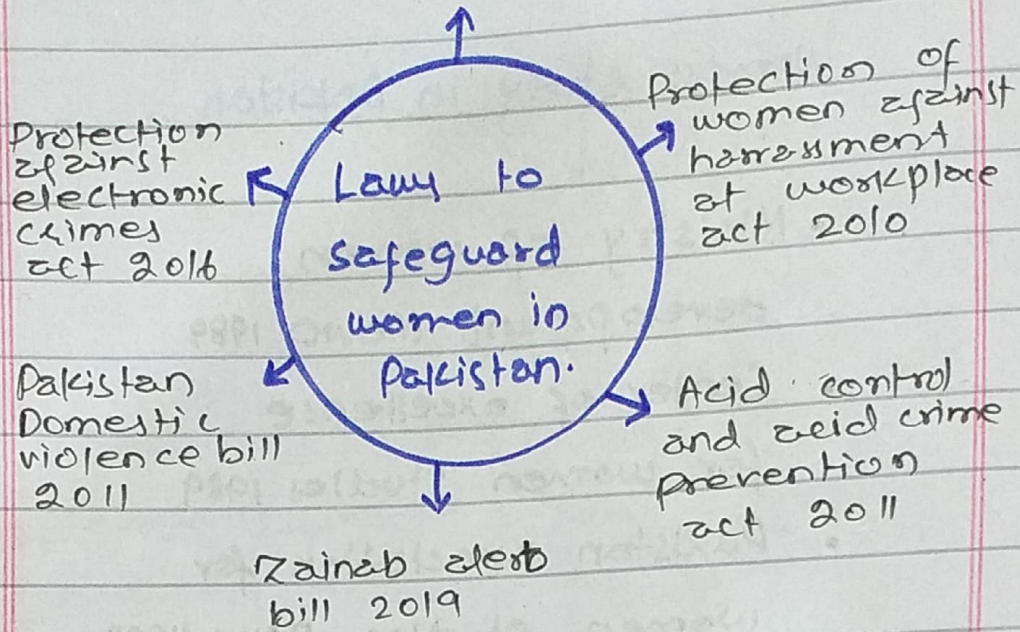 Laws to
safeguard
women in
Pakistan.
Protection of
women against
harrassment
at workplace
act 2010
Acid control
and acid crime
prevention
act 2011
Zainab alert
bill 2019
Pakistan
Domestic
violence bill
2011
Protection
against
electronic
crimes
act 2016